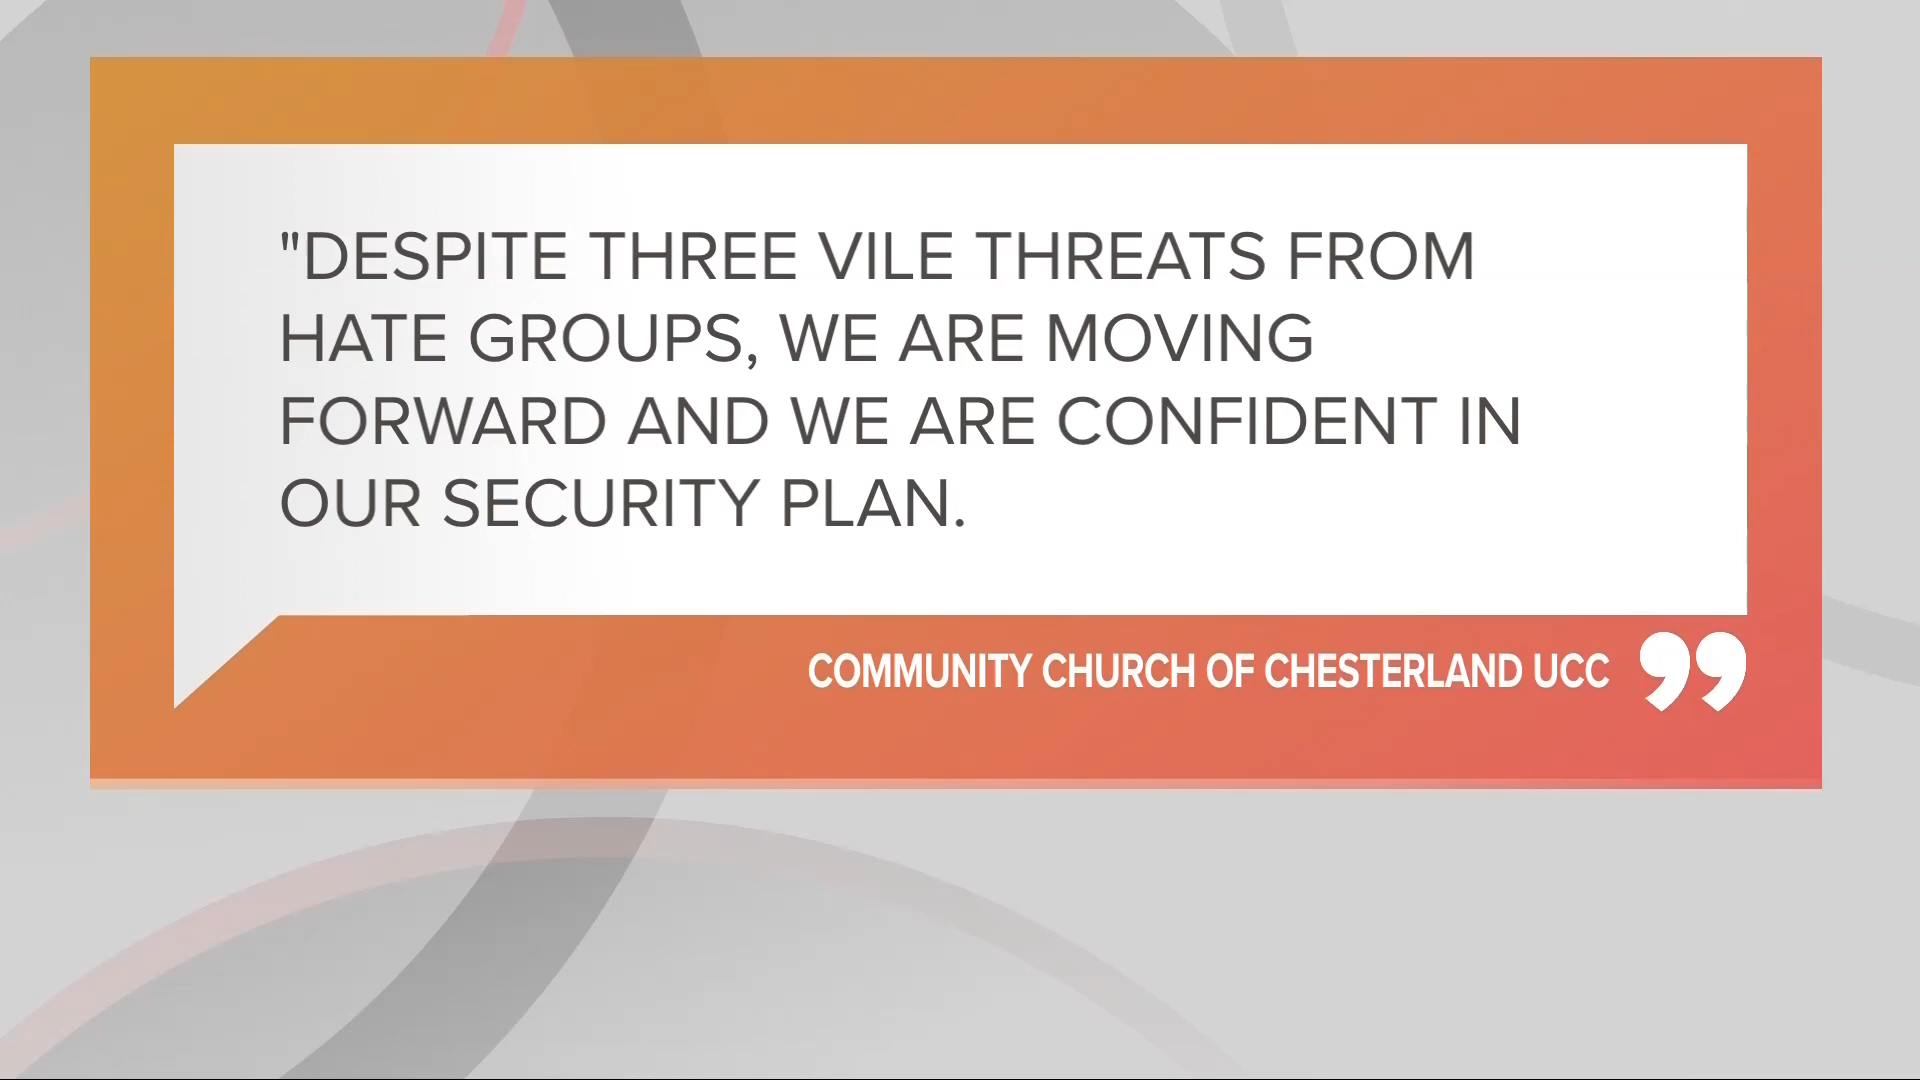 "DESPITE THREE VILE THREATS FROM
HATE GROUPS, WE ARE MOVING
FORWARD AND WE ARE CONFIDENT IN
OUR SECURITY PLAN.
COMMUNITY CHURCH OF CHESTERLAND UCC ”